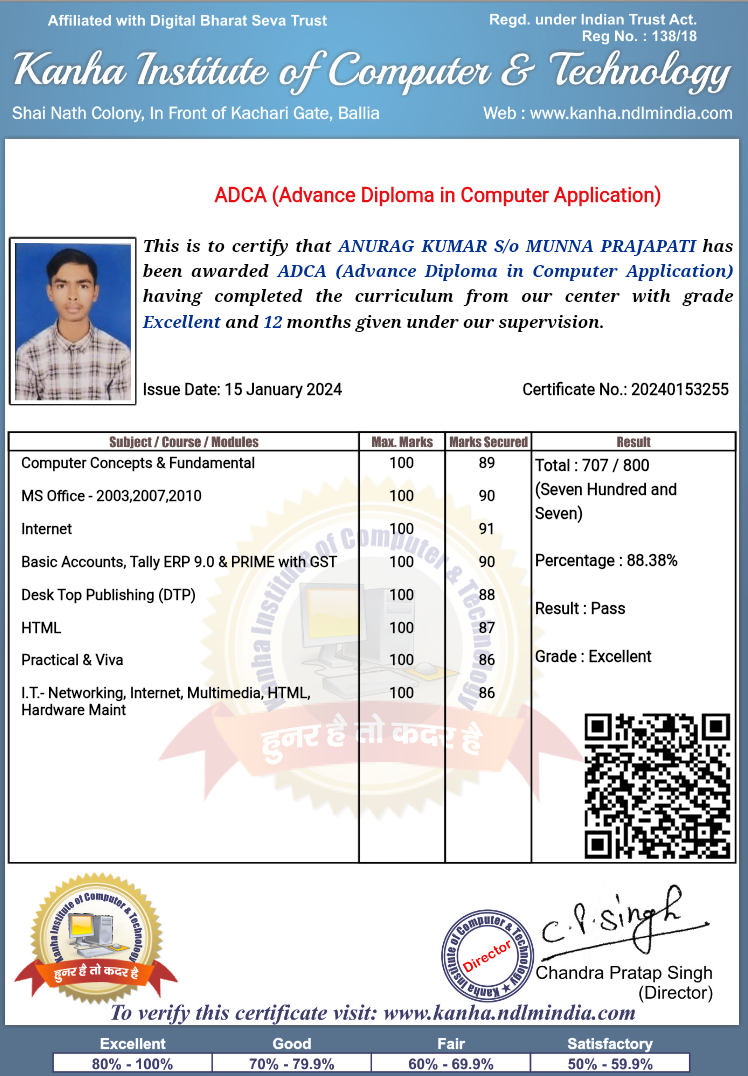 Affiliated with Digital Bharat Seva Trust
Regd. under Indian Trust Act.
Reg No. : 138/18
Kanha Institute of Computer & Technology
Shai Nath Colony, In Front of Kachari Gate, Ballia
Web : www.kanha.ndlmindia.com
ADCA (Advance Diploma in Computer Application)
This is to certify that ANURAG KUMAR S/o MUNNA PRAJAPATI has
been awarded ADCA (Advance Diploma in Computer Application)
having completed the curriculum from our center with grade
Excellent and 12 months given under our supervision.
Issue Date: 15 January 2024
Certificate No.: 20240153255
Subject / Course / Modules Max. Marks Marks Secured Result
Computer Concepts & Fundamental 100 89
MS Office - 2003,2007,2010 100 90
Internet 100 91
Basic Accounts, Tally ERP 9.0 & PRIME with GST 100 90
Desk Top Publishing (DTP) 100 88
HTML 100 87
Practical & Viva 100 86
I.T.- Networking, Internet, Multimedia, HTML, 100 86
Hardware Maint
Total : 707 / 800
(Seven Hundred and
Seven)
Percentage : 88.38%
Result : Pass
Grade : Excellent
Kanha Institute of Computer & Technology
हुनर है तो कदर है
Kanha Institute of Computer & Technology
हुनर है तो कदर है
Kanha Institute of Computer & Technology
Director
C.P.Singh
Chandra Pratap Singh
(Director)
To verify this certificate visit: www.kanha.ndlmindia.com
Excellent Good Fair Satisfactory
80% - 100% 70% - 79.9% 60% - 69.9% 50% - 59.9%